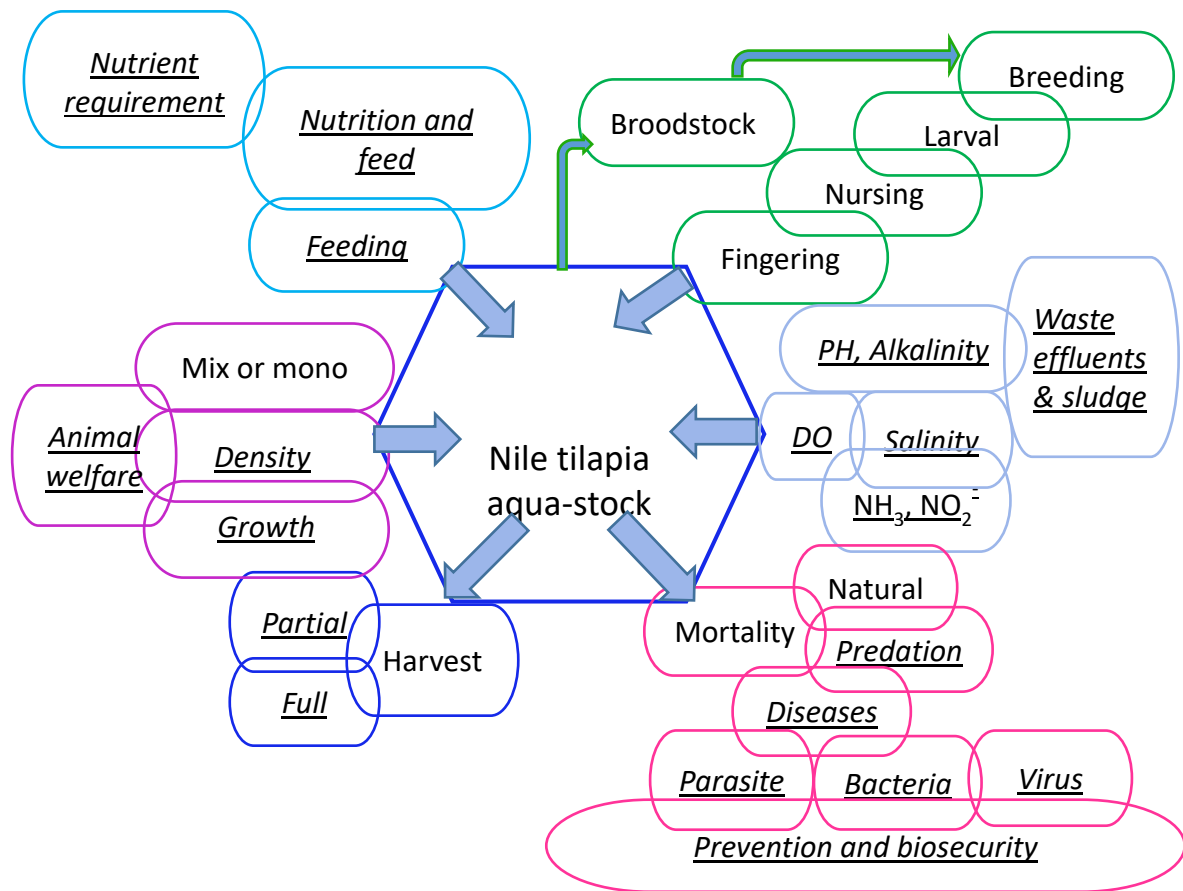 Nutrient
requirement
Nutrition and
feed
Feeding
Broodstock
Breeding
Larval
Nursing
Fingering
PH, Alkalinity
Waste
effluents
& sludge
DO
Salinity
NH₃, NO₂⁻
Mix or mono
Animal
welfare
Density
Growth
Nile tilapia
aqua-stock
Partial
Full
Harvest
Mortality
Natural
Predation
Diseases
Parasite
Bacteria
Virus
Prevention and biosecurity